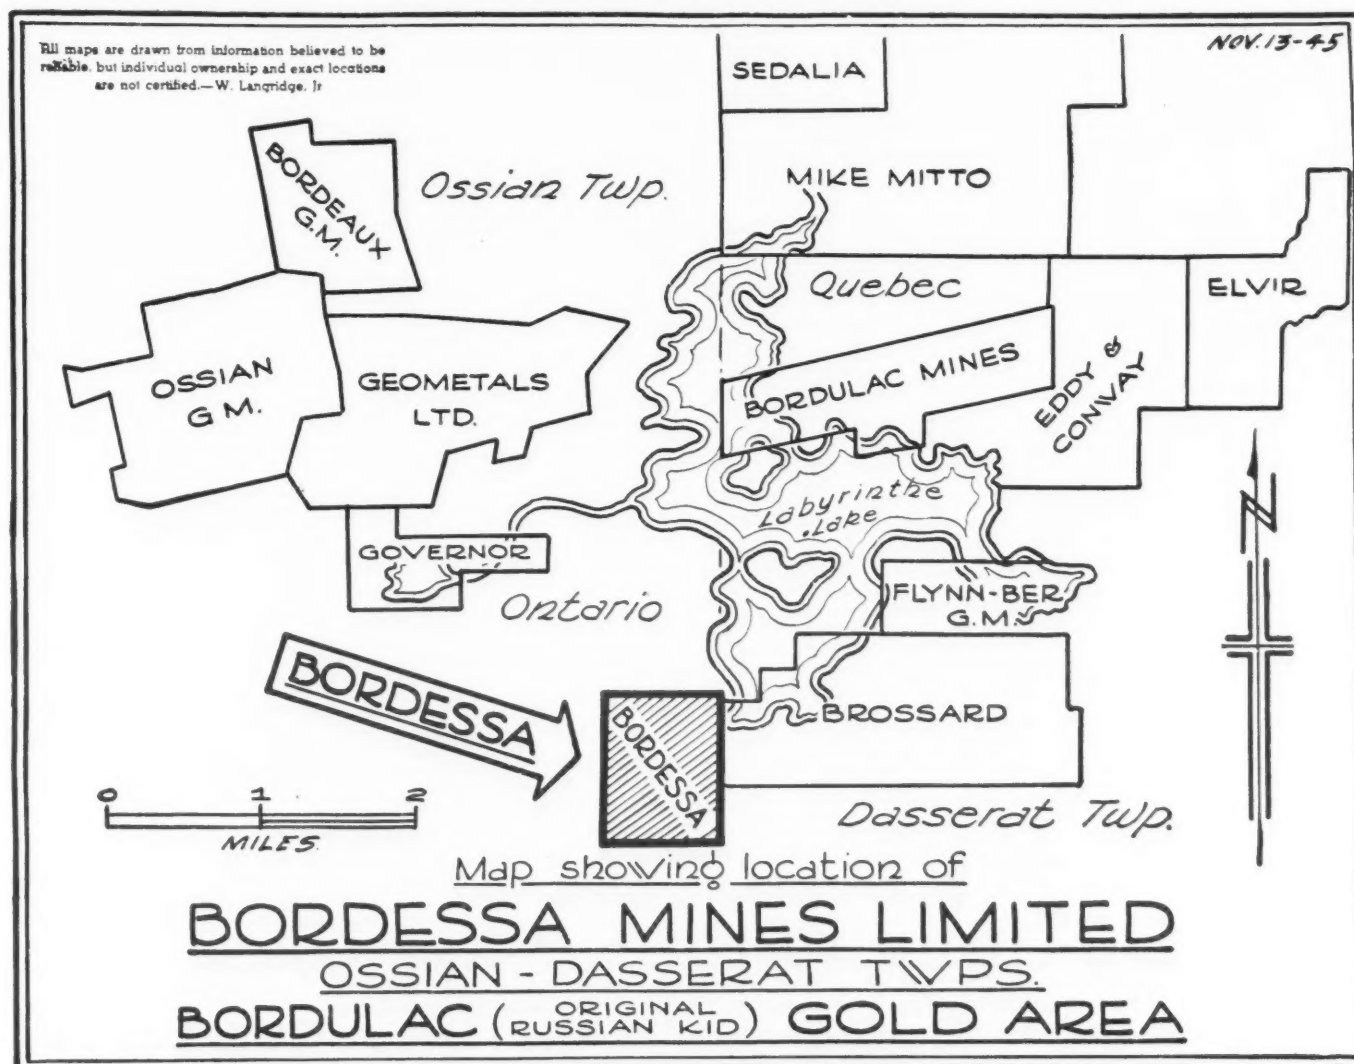 All maps are drawn from information believed to be
reliable, but individual ownership and exact locations
are not certified.—W. Langridge, Jr
NOV. 13-45
SEDALIA
BORDEAUX
G.M.
Ossian Twp.
MIKE MITTO
Quebec
ELVIR
OSSIAN
G M.
GEOMETALS
LTD.
BORDULAC MINES
EDDY &
CONWAY
Labyrinthe
Lake
N
GOVERNOR
Ontario
FLYNN-BER
G.M.
BORDESSA
BORDESSA
BROSSARD
0 1 2
MILES.
Dasserat Twp.
Map showing location of
BORDESSA MINES LIMITED
OSSIAN - DASSERAT TWPS.
BORDULAC (ORIGINAL
RUSSIAN KID) GOLD AREA